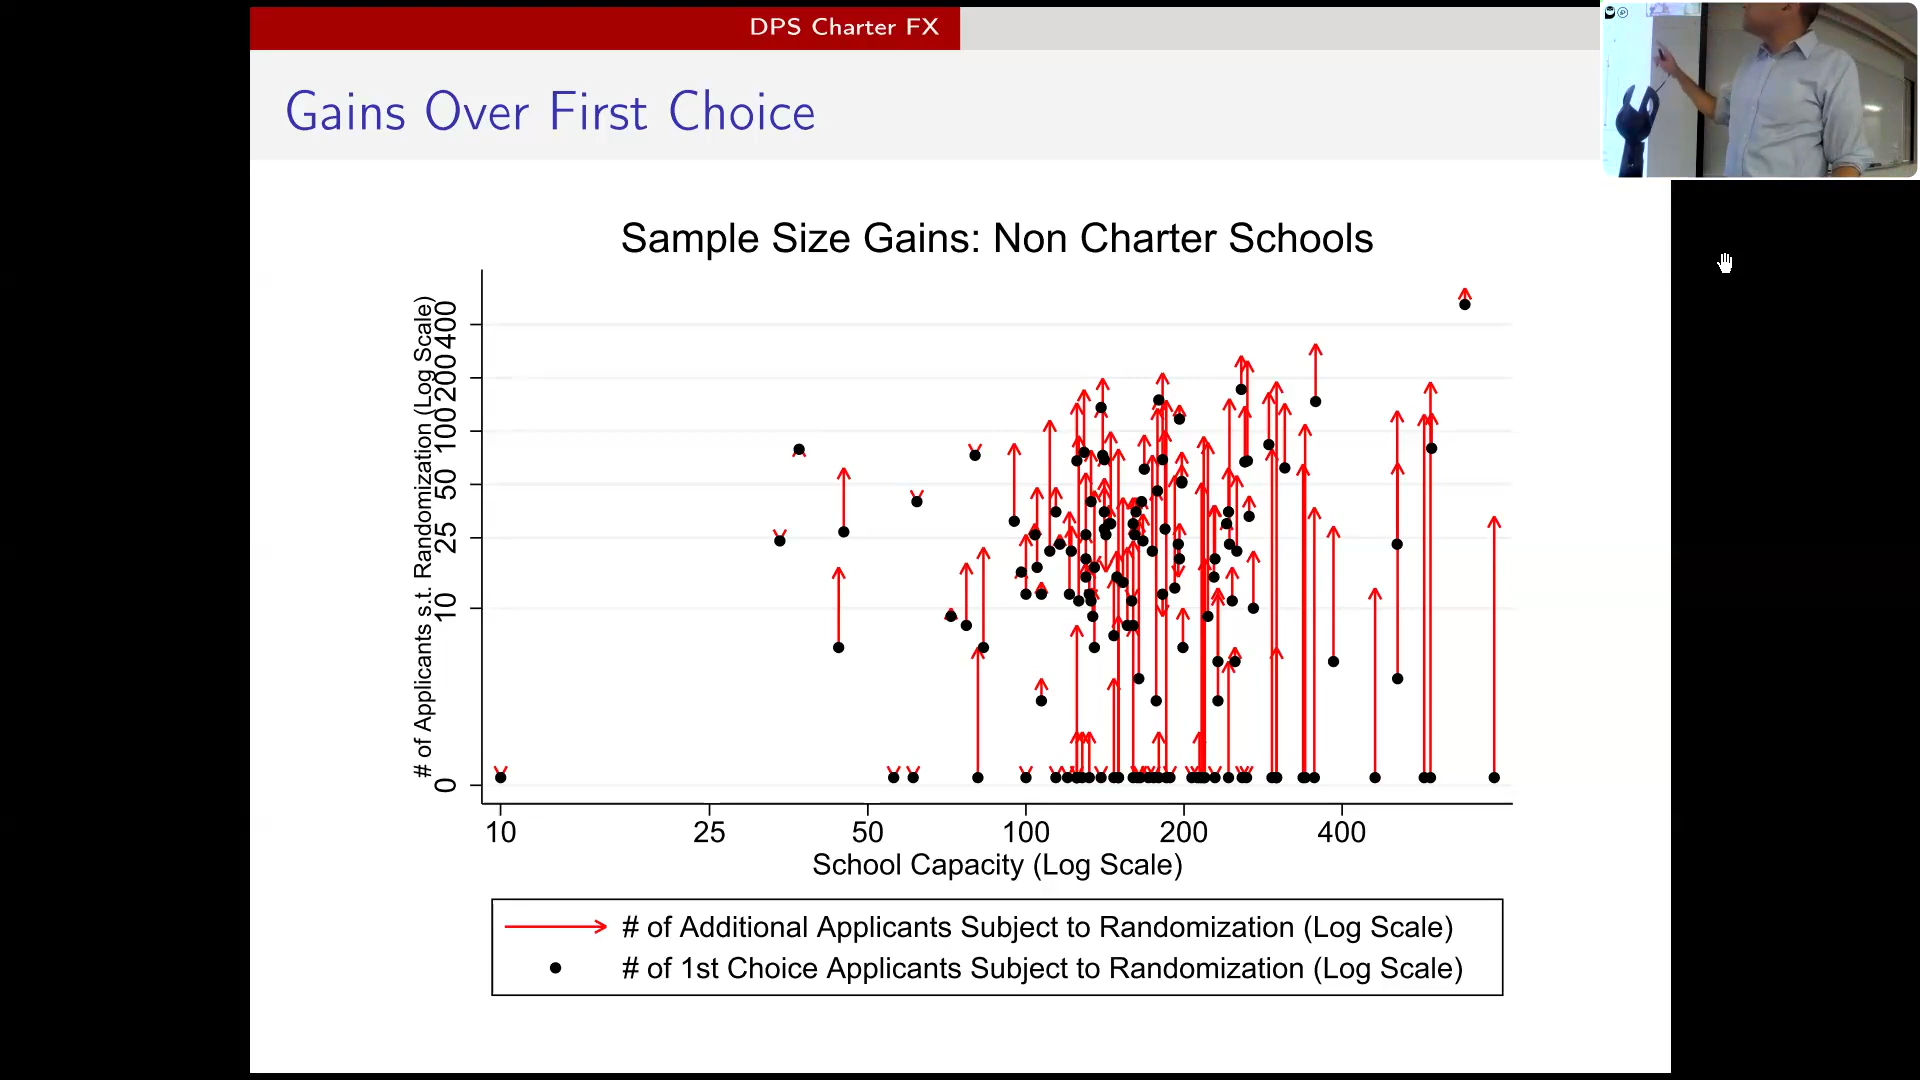 DPS Charter FX
Gains Over First Choice
Sample Size Gains: Non Charter Schools
# of Applicants s.t. Randomization (Log Scale)
400
200
100
50
25
10
0
10 25 50 100 200 400
School Capacity (Log Scale)
# of Additional Applicants Subject to Randomization (Log Scale)
# of 1st Choice Applicants Subject to Randomization (Log Scale)